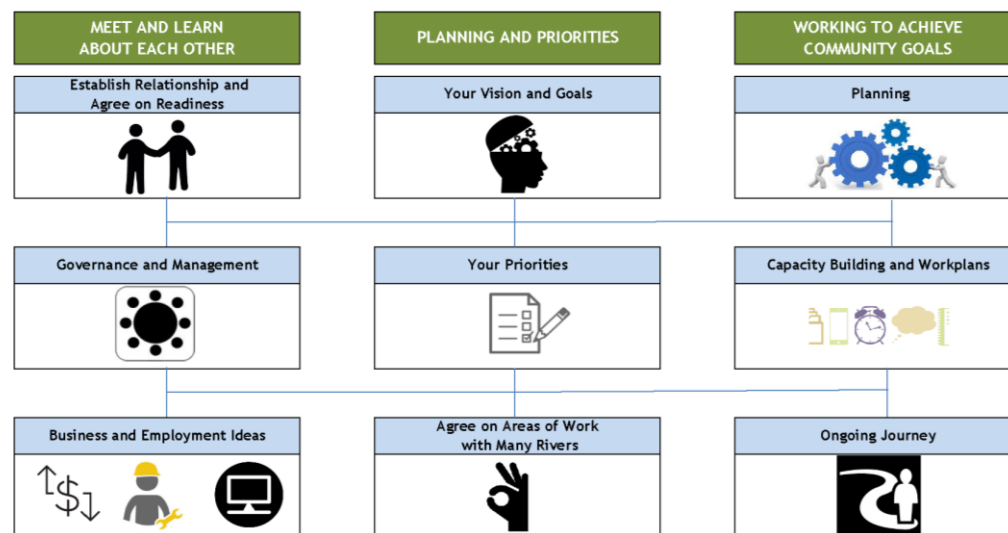 MEET AND LEARN
ABOUT EACH OTHER
PLANNING AND PRIORITIES
WORKING TO ACHIEVE
COMMUNITY GOALS
Establish Relationship and
Agree on Readiness
Your Vision and Goals
Planning
Governance and Management
Your Priorities
Capacity Building and Workplans
Business and Employment Ideas
Agree on Areas of Work
with Many Rivers
Ongoing Journey